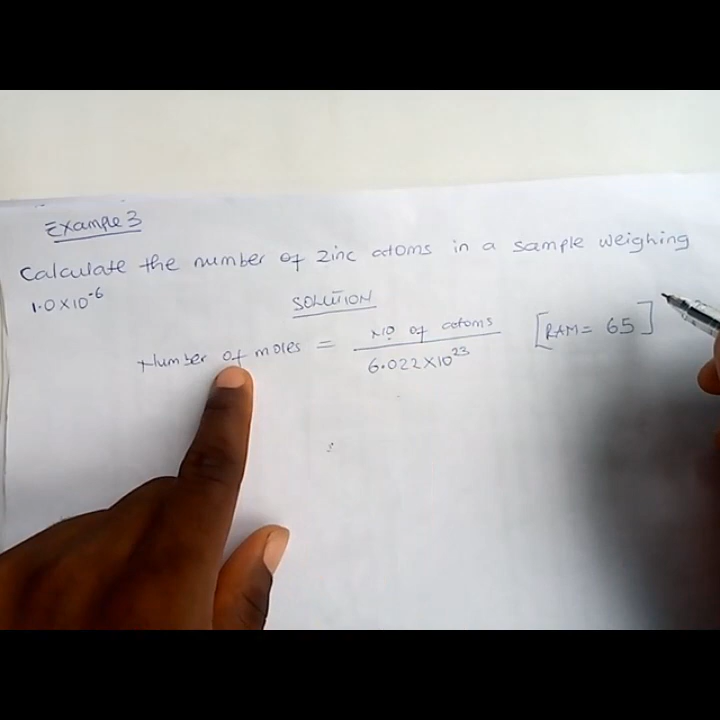 Example 3
Calculate the number of zinc atoms in a sample weighing
1.0×10⁻⁶
SOLUTION
Number of moles = No of atoms / 6.022×10²³ [RAM= 65]